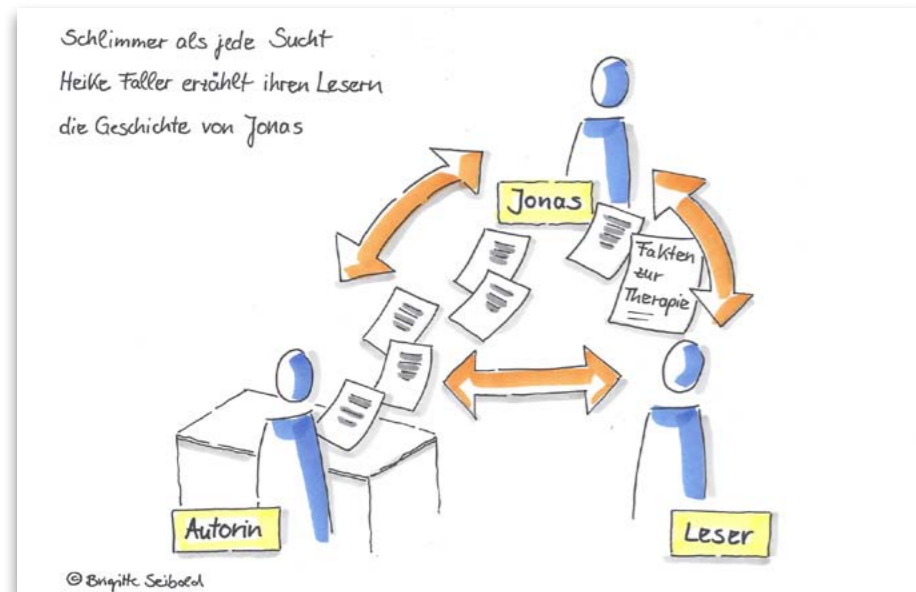 Schlimmer als jede Sucht
Heike Faller erzählt ihren Lesern
die Geschichte von Jonas
Jonas
Fakten
zur
Therapie
Autorin
Leser
© Brigitte Seibold